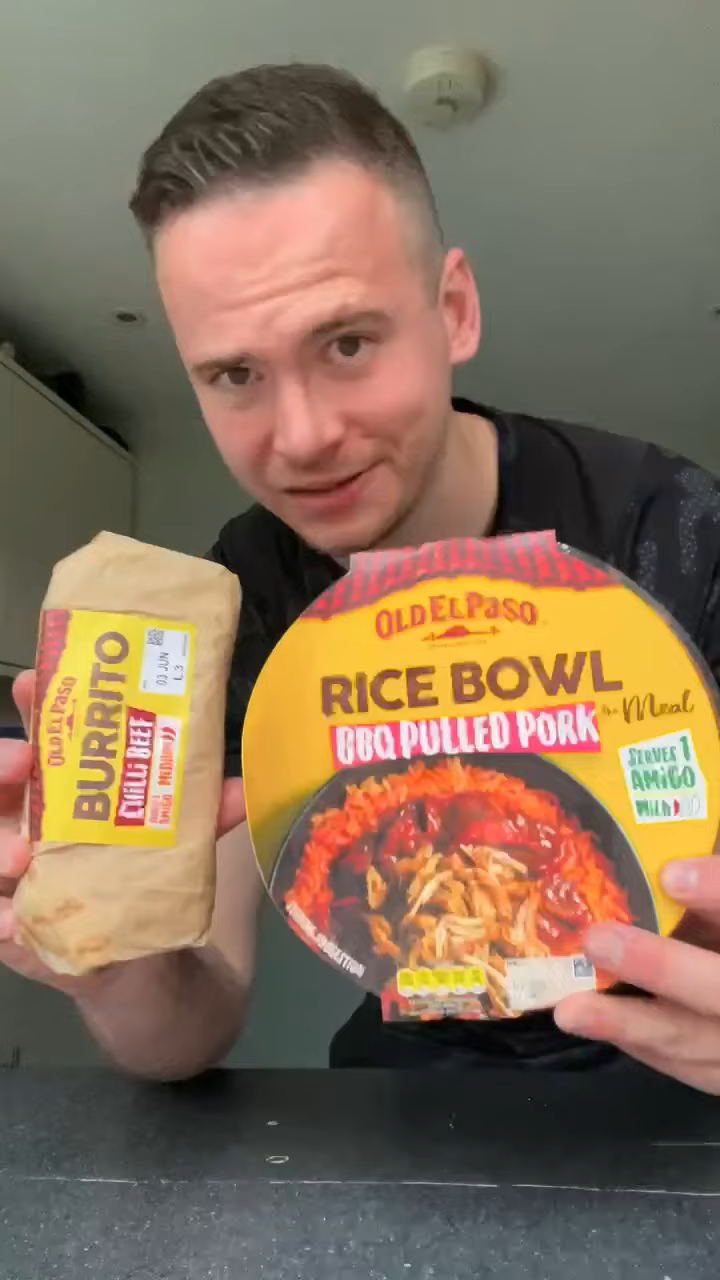 OLD EL PASO
BURRITO
CHILLI BEEF
MEDIUM
03 JUN
L3
OLD EL PASO
RICE BOWL
Meal
BBQ PULLED PORK
SERVES 1
AMIGO
MILD